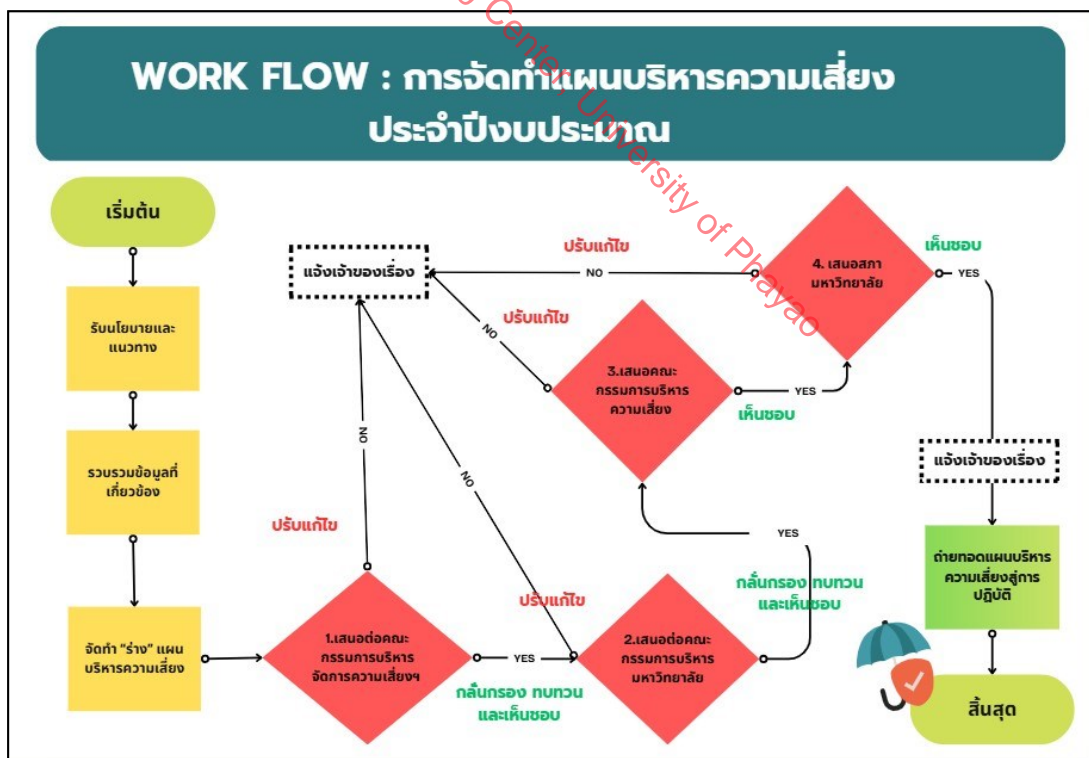 WORK FLOW : การจัดทำแผนบริหารความเสี่ยง
ประจำปีงบประมาณ
Center, University of Phayao
เริ่มต้น
รับนโยบายและ
แนวทาง
รวบรวมข้อมูลที่
เกี่ยวข้อง
จัดทำ “ร่าง” แผน
บริหารความเสี่ยง
1.เสนอต่อคณะ
กรรมการบริหาร
จัดการความเสี่ยงฯ
NO
ปรับแก้ไข
แจ้งเจ้าของเรื่อง
YES
กลั่นกรอง ทบทวน
และเห็นชอบ
2.เสนอต่อคณะ
กรรมการบริหาร
มหาวิทยาลัย
NO
ปรับแก้ไข
YES
กลั่นกรอง ทบทวน
และเห็นชอบ
3.เสนอคณะ
กรรมการบริหาร
ความเสี่ยง
NO
ปรับแก้ไข
YES
เห็นชอบ
4. เสนอสภา
มหาวิทยาลัย
NO
ปรับแก้ไข
YES
เห็นชอบ
แจ้งเจ้าของเรื่อง
ถ่ายทอดแผนบริหาร
ความเสี่ยงสู่การ
ปฏิบัติ
สิ้นสุด